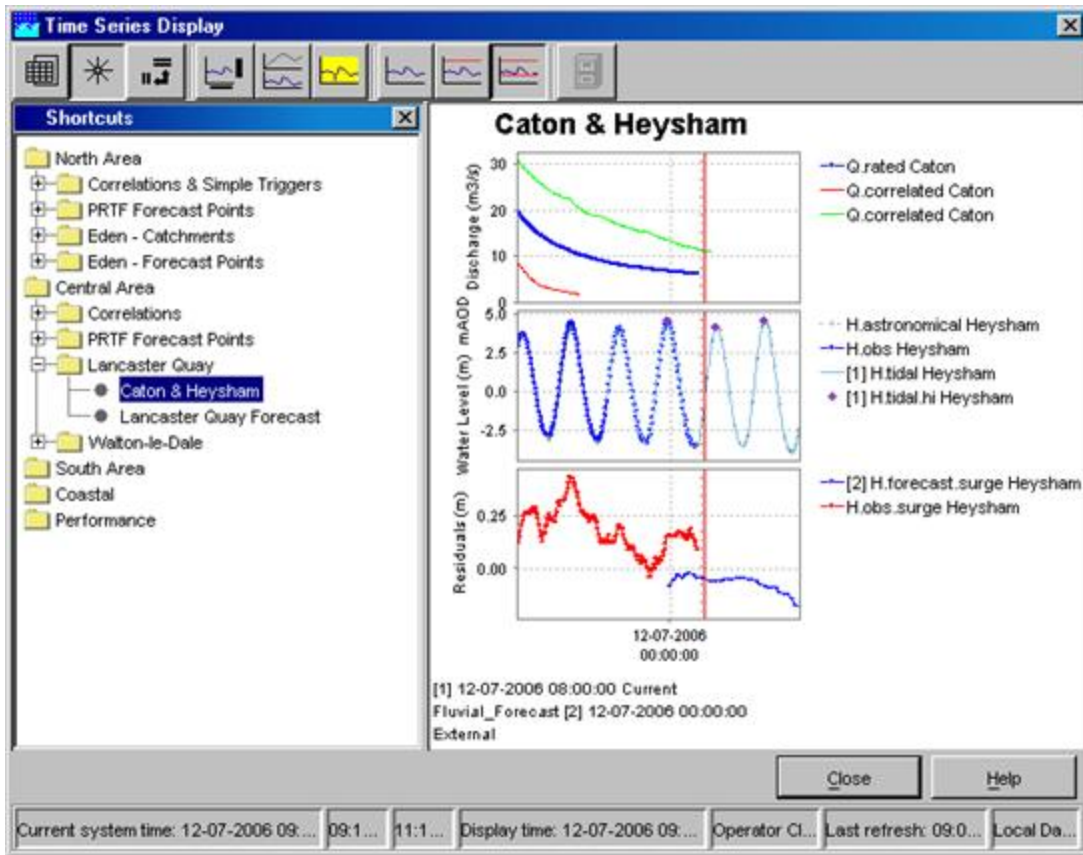 Time Series Display
Shortcuts
North Area
Correlations & Simple Triggers
PRTF Forecast Points
Eden - Catchments
Eden - Forecast Points
Central Area
Correlations
PRTF Forecast Points
Lancaster Quay
Caton & Heysham
Lancaster Quay Forecast
Walton-le-Dale
South Area
Coastal
Performance
Caton & Heysham
Discharge (m3/s)
30
20
10
0
Q.rated Caton
Q.correlated Caton
Q.correlated Caton
Water Level (m) mAOD
5.0
2.5
0.0
-2.5
H.astronomical Heysham
H.obs Heysham
[1] H.tidal Heysham
[1] H.tidal.hi Heysham
Residuals (m)
0.25
0.00
[2] H.forecast.surge Heysham
H.obs.surge Heysham
12-07-2006
00:00:00
[1] 12-07-2006 08:00:00 Current
Fluvial_Forecast [2] 12-07-2006 00:00:00
External
Close
Help
Current system time: 12-07-2006 09:...
09:1...
11:1...
Display time: 12-07-2006 09:...
Operator Cl...
Last refresh: 09:0...
Local Da...